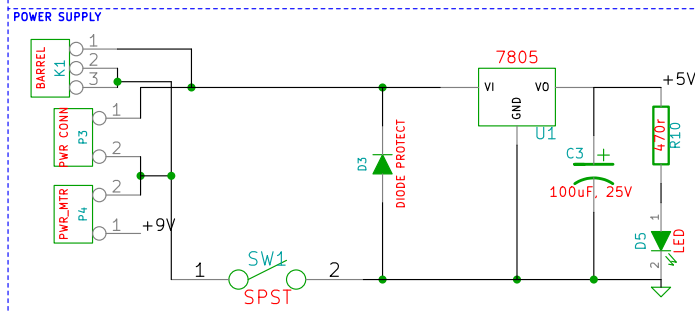 POWER SUPPLY
BARREL
K1
1
2
3
PWR CONN
P3
1
2
PWR_MTR
P4
2
1
+9V
SW1
1
2
SPST
D3
DIODE PROTECT
7805
VI
VO
GND
U1
C3
+
100uF, 25V
+5V
470r
R10
1
D5
LED
2